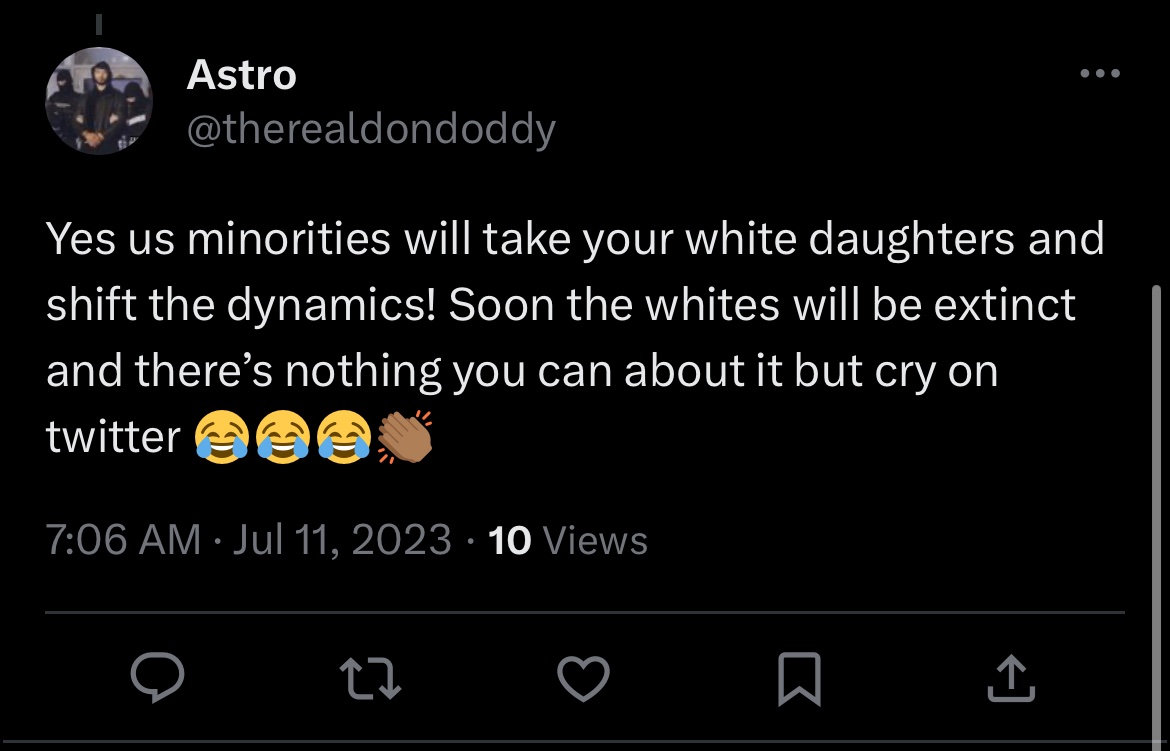 Astro
@therealdondoddy
Yes us minorities will take your white daughters and
shift the dynamics! Soon the whites will be extinct
and there’s nothing you can about it but cry on
twitter 😂😂😂👏🏽
7:06 AM · Jul 11, 2023 · 10 Views